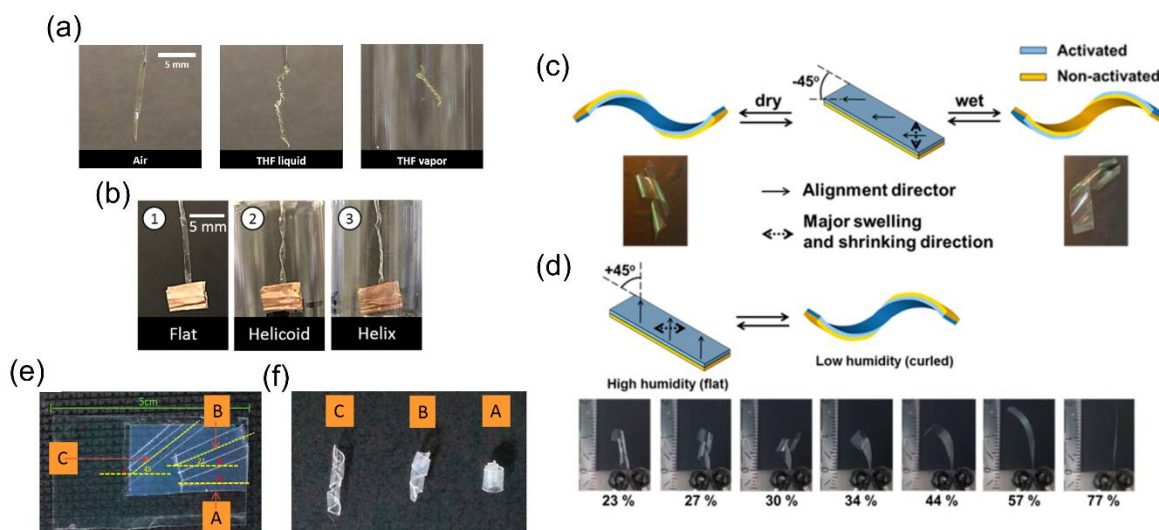 (a)
5 mm
Air
THF liquid
THF vapor
(b)
1
5 mm
Flat
2
Helicoid
3
Helix
(c)
Activated
Non-activated
-45°
dry
wet
Alignment director
Major swelling
and shrinking direction
(d)
+45°
High humidity (flat)
Low humidity (curled)
23 %
27 %
30 %
34 %
44 %
57 %
77 %
(e)
5cm
B
C
45
22
A
(f)
C
B
A